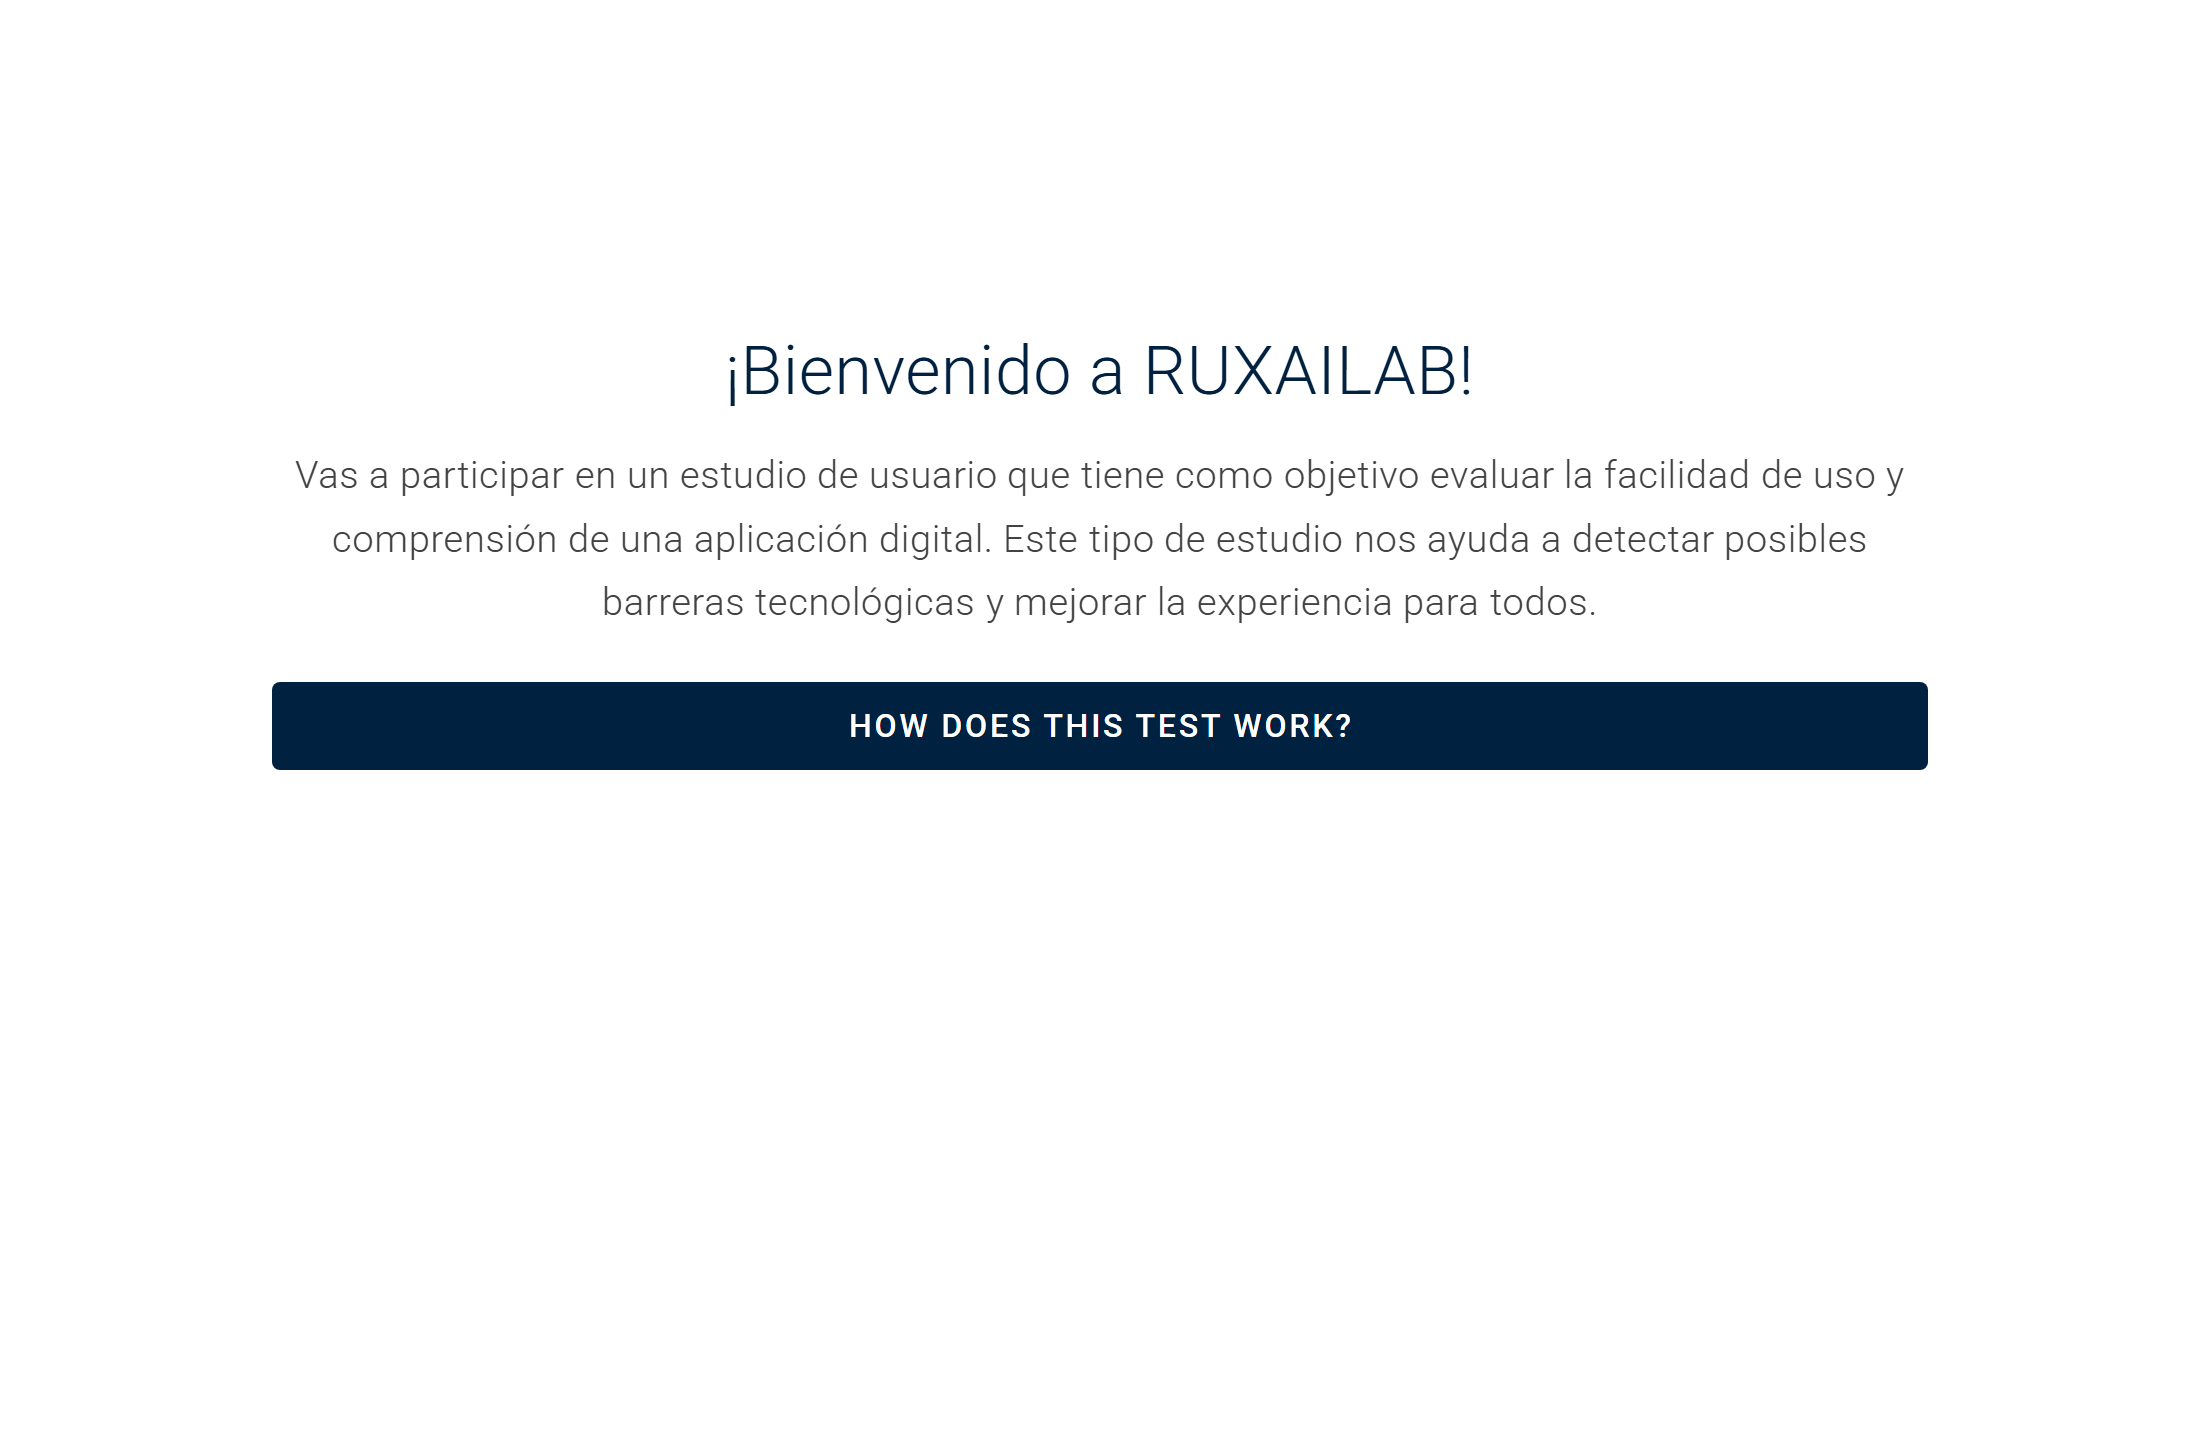 ¡Bienvenido a RUXAILAB!
Vas a participar en un estudio de usuario que tiene como objetivo evaluar la facilidad de uso y
comprensión de una aplicación digital. Este tipo de estudio nos ayuda a detectar posibles
barreras tecnológicas y mejorar la experiencia para todos.
HOW DOES THIS TEST WORK?